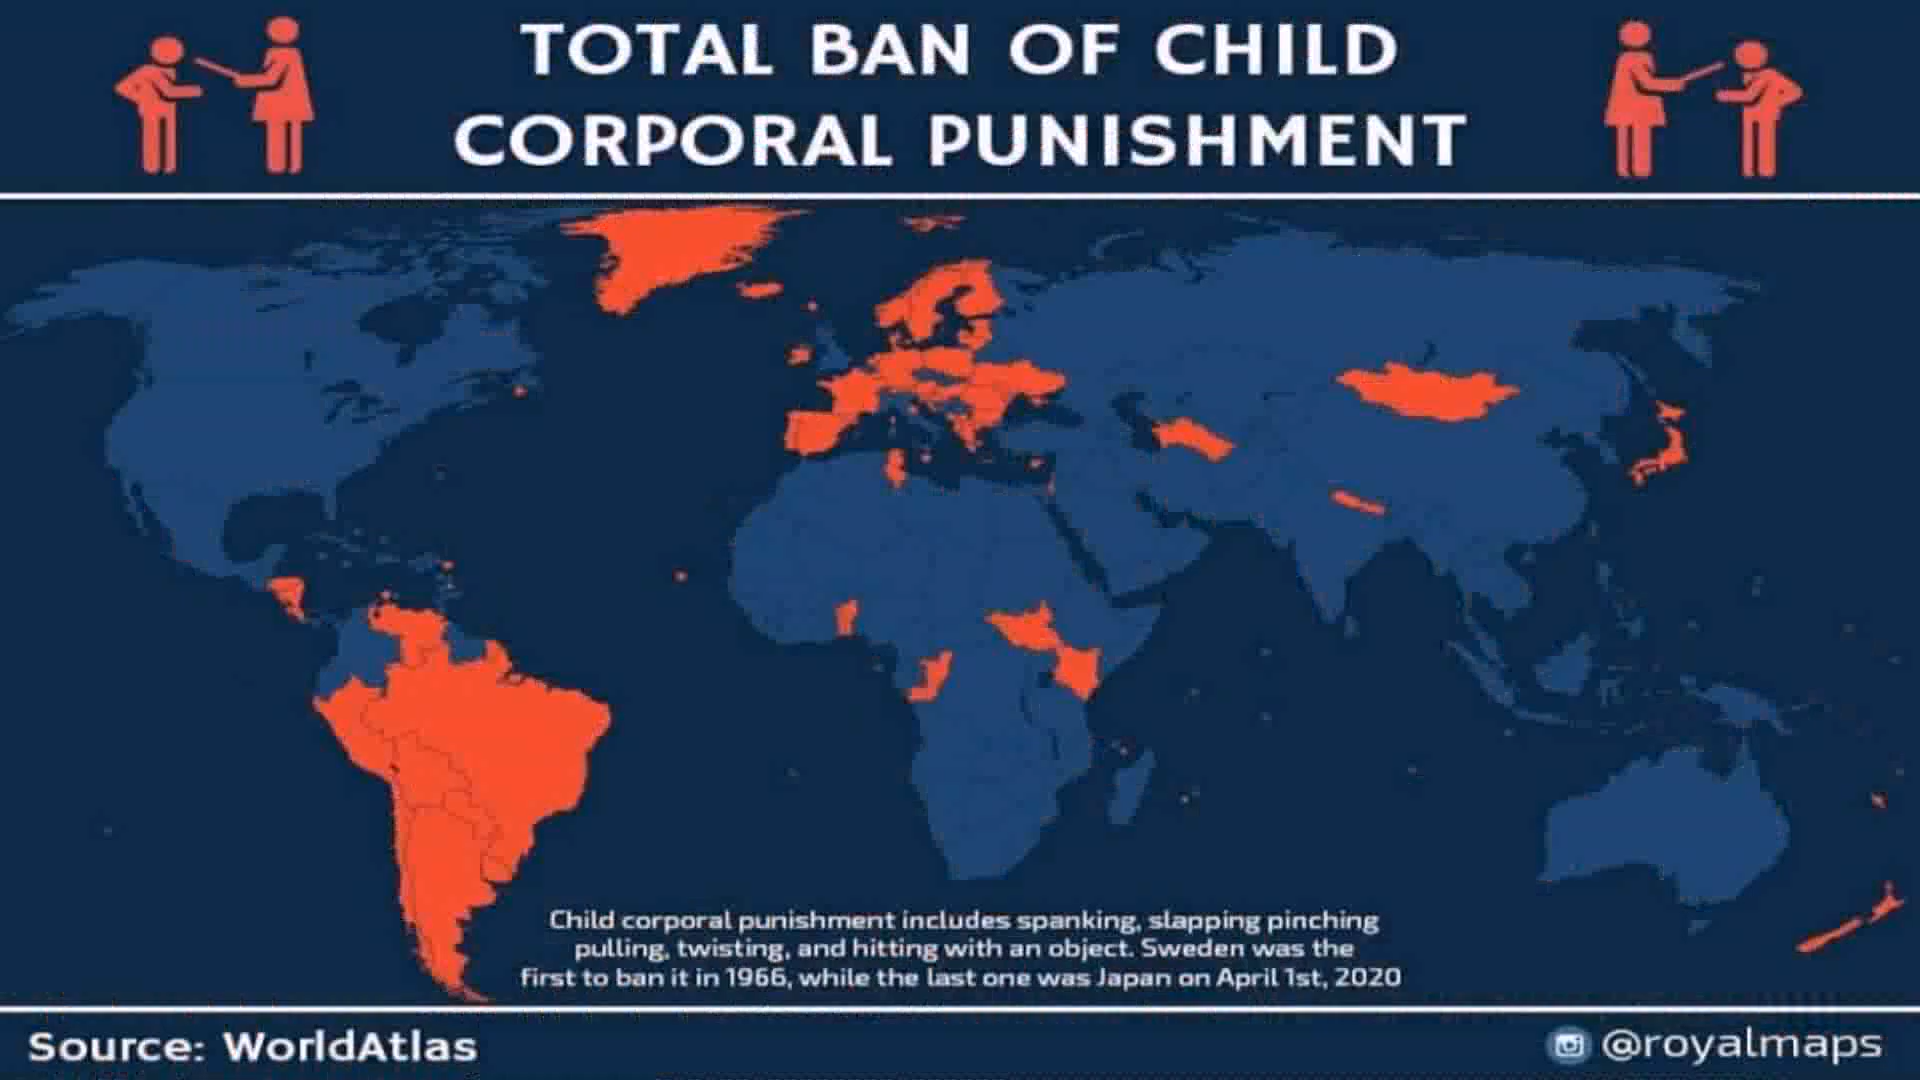 TOTAL BAN OF CHILD
CORPORAL PUNISHMENT
Child corporal punishment includes spanking, slapping pinching
pulling, twisting, and hitting with an object. Sweden was the
first to ban it in 1966, while the last one was Japan on April 1st, 2020
Source: WorldAtlas
@royalmaps